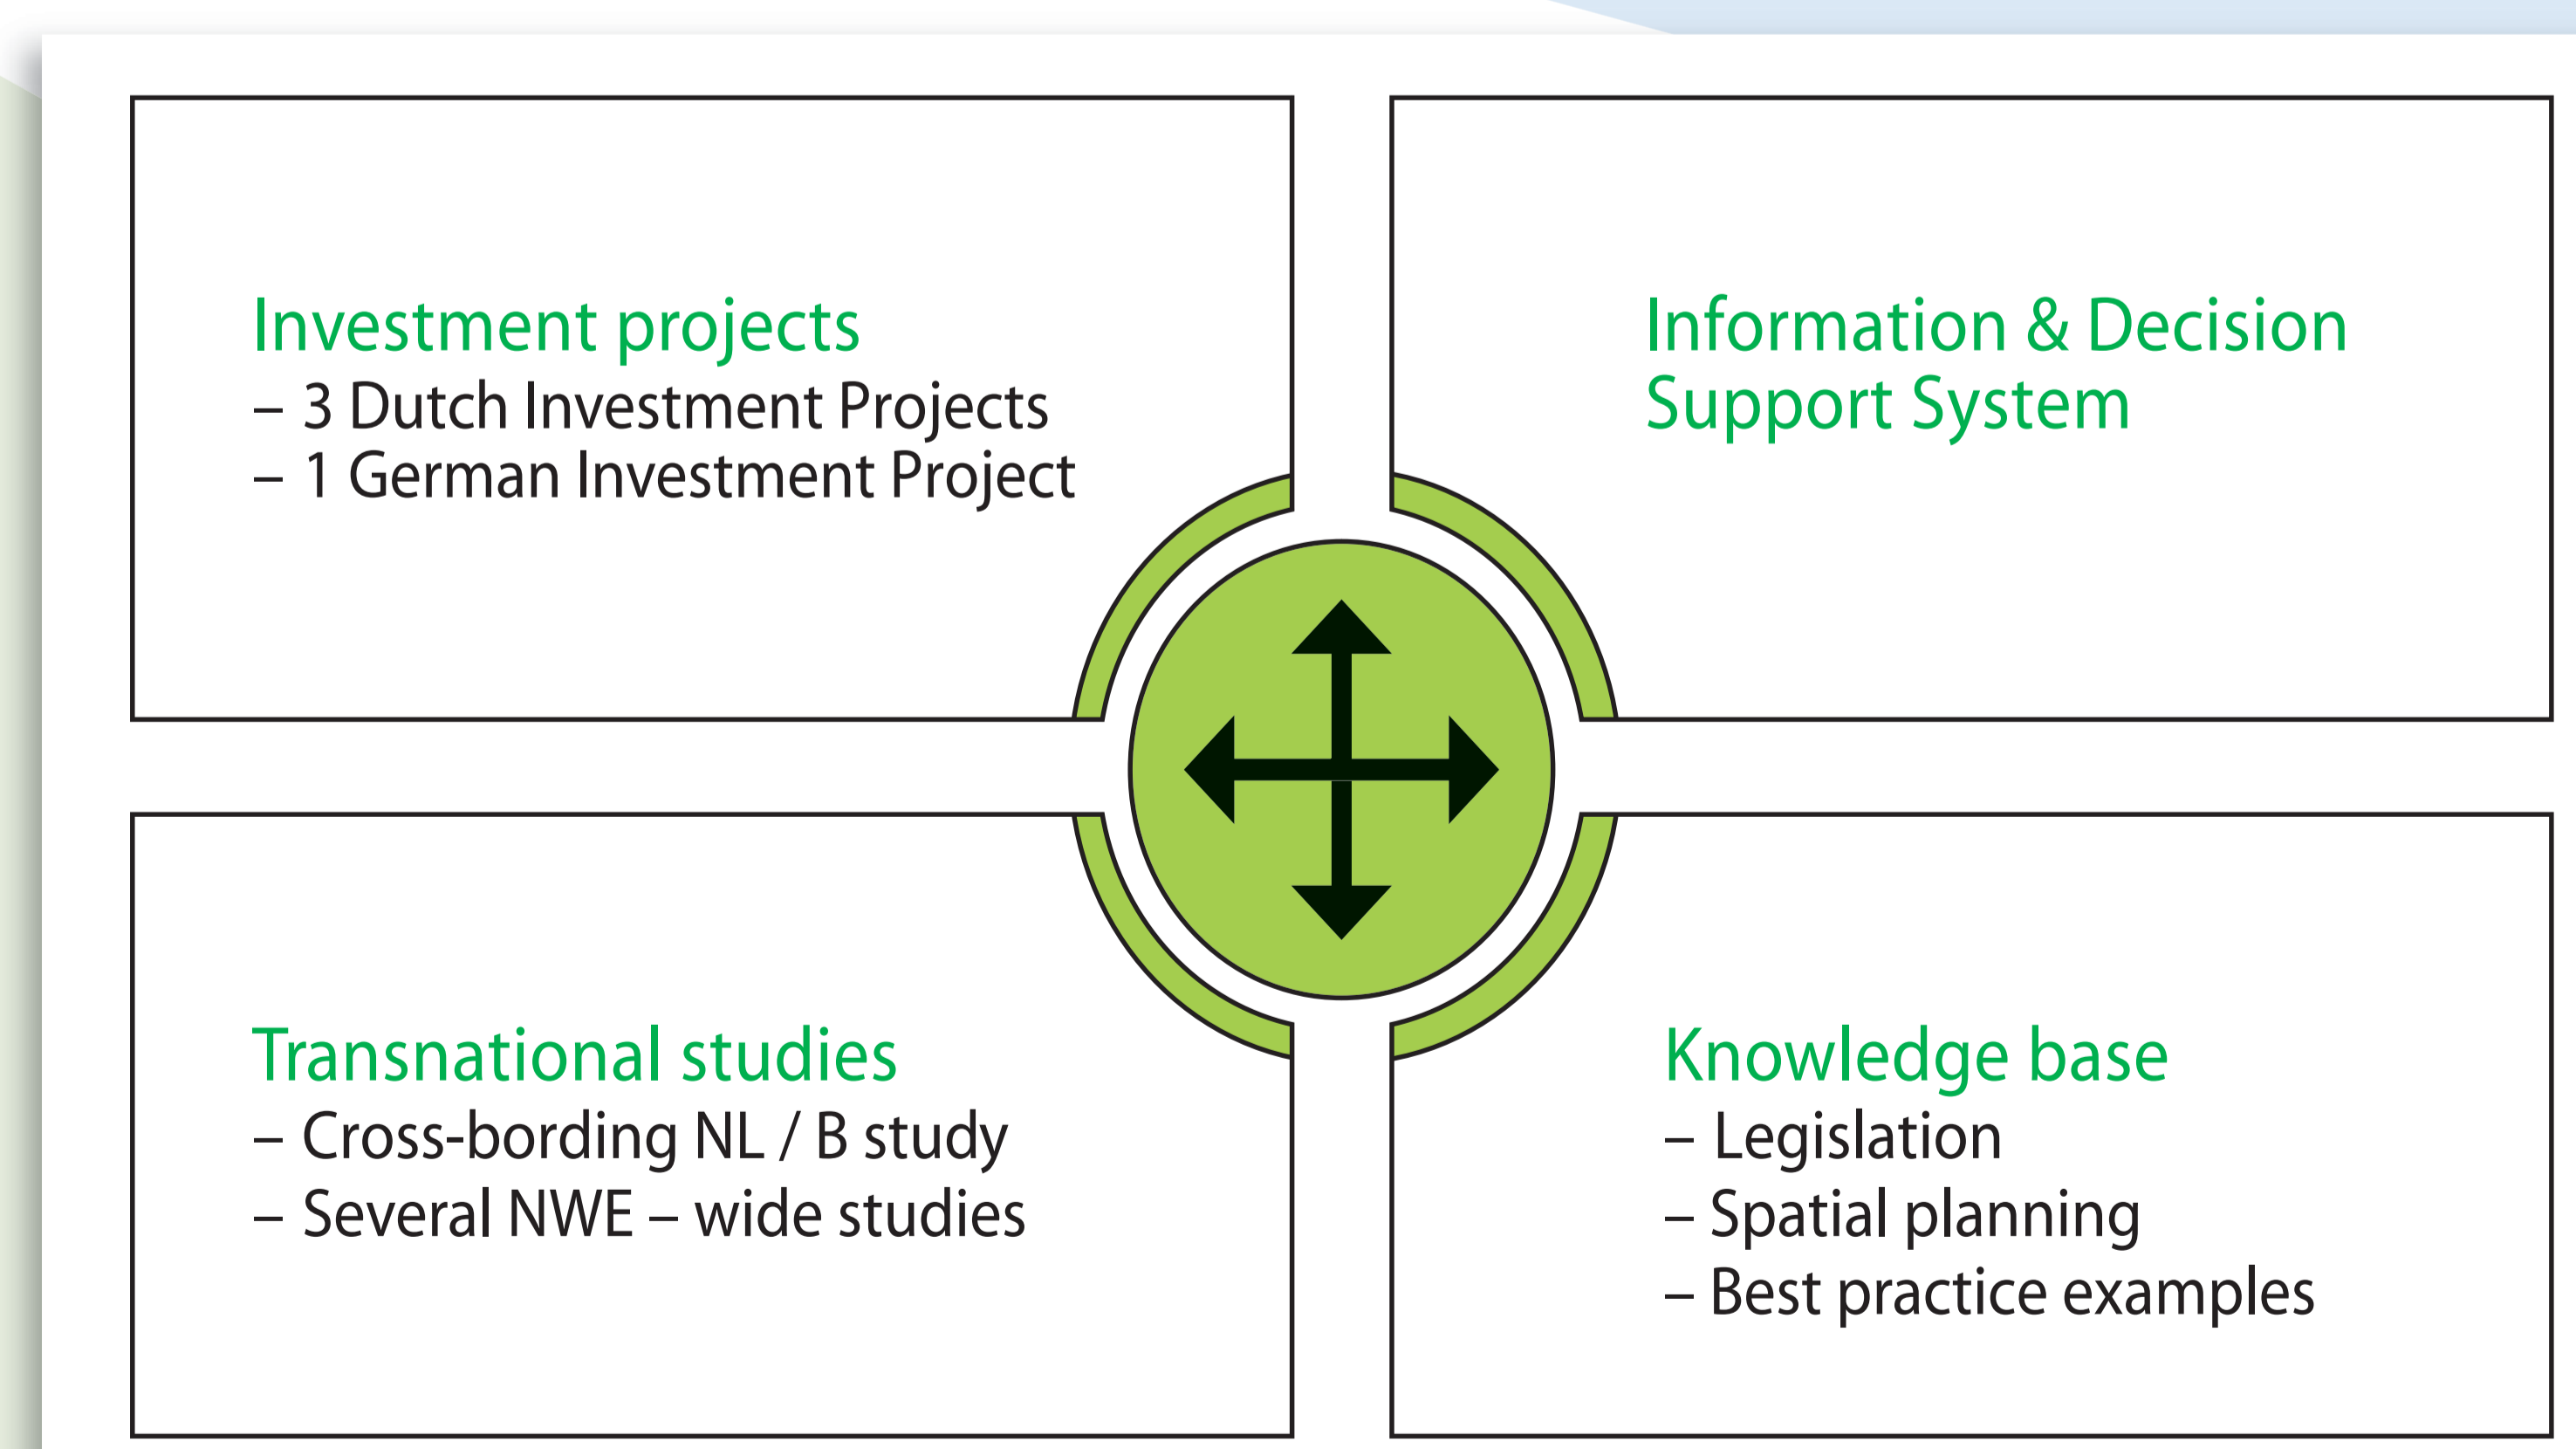 Investment projects
– 3 Dutch Investment Projects
– 1 German Investment Project
Information & Decision
Support System
Transnational studies
– Cross-bording NL / B study
– Several NWE – wide studies
Knowledge base
– Legislation
– Spatial planning
– Best practice examples